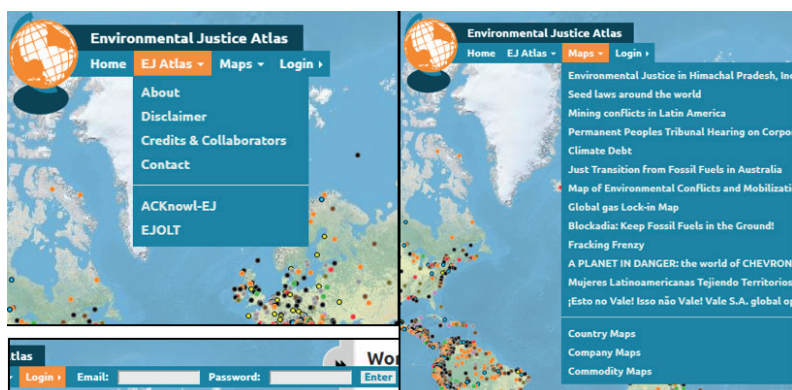 Environmental Justice Atlas
Home EJ Atlas Maps Login
About
Disclaimer
Credits & Collaborators
Contact
ACKnowl-EJ
EJOLT
tlas
Login Email: Password: Enter
Wor
Environmental Justice Atlas
Home EJ Atlas Maps Login
Environmental Justice in Himachal Pradesh, Ind
Seed laws around the world
Mining conflicts in Latin America
Permanent Peoples Tribunal Hearing on Corpo
Climate Debt
Just Transition from Fossil Fuels in Australia
Map of Environmental Conflicts and Mobilizati
Global gas Lock-in Map
Blockadia: Keep Fossil Fuels in the Ground!
Fracking Frenzy
A PLANET IN DANGER: the world of CHEVRON
Mujeres Latinoamericanas Tejiendo Territorios
¡Esto no Vale! Isso não Vale! Vale S.A. global op
Country Maps
Company Maps
Commodity Maps